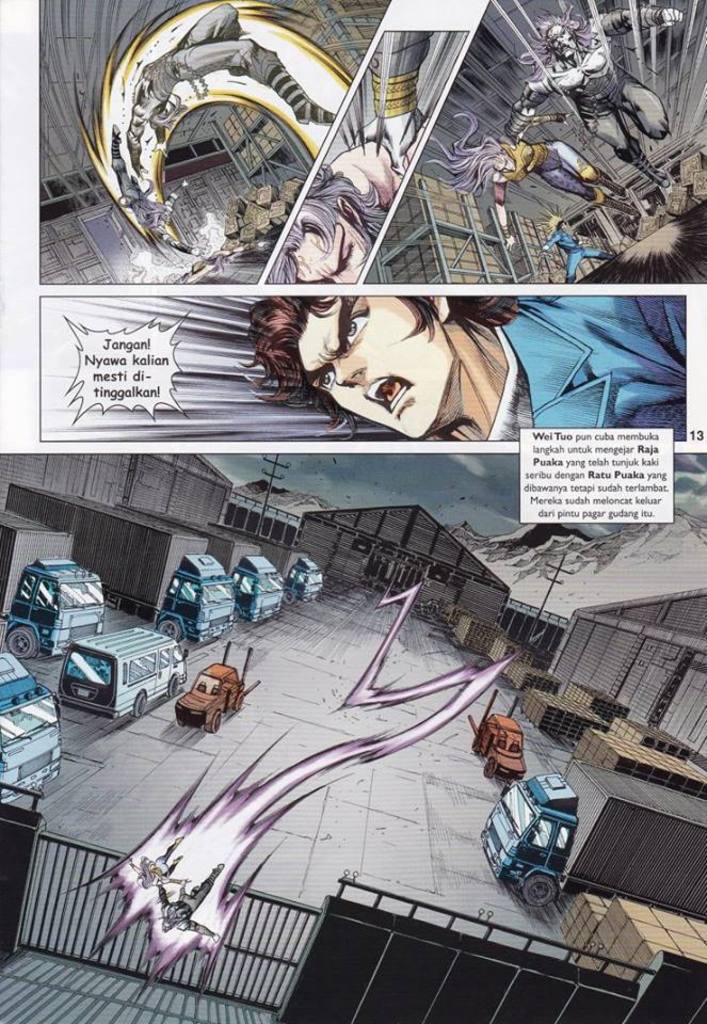 Jangan!
Nyawa kalian
mesti di-
tinggalkan!
13
Wei Tuo pun cuba membuka
langkah untuk mengejar Raja
Puaka yang telah tunjuk kaki
seribu dengan Ratu Puaka yang
dibawanya tetapi sudah terlambat.
Mereka sudah meloncat keluar
dari pintu pagar gudang itu.